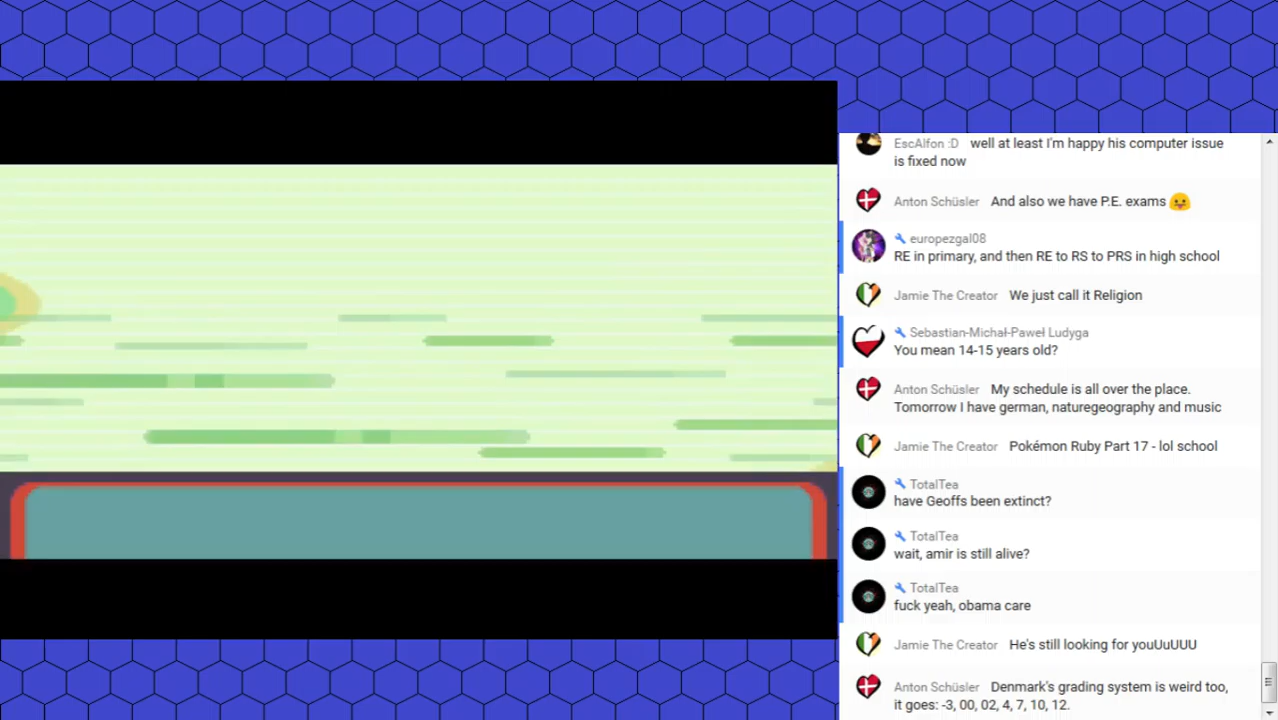 EscAlfon :D well at least I'm happy his computer issue
is fixed now
Anton Schüsler And also we have P.E. exams
europezgal08
RE in primary, and then RE to RS to PRS in high school
Jamie The Creator We just call it Religion
Sebastian-Michał-Paweł Ludyga
You mean 14-15 years old?
Anton Schüsler My schedule is all over the place.
Tomorrow I have german, naturegeography and music
Jamie The Creator Pokémon Ruby Part 17 - lol school
TotalTea
have Geoffs been extinct?
TotalTea
wait, amir is still alive?
TotalTea
fuck yeah, obama care
Jamie The Creator He's still looking for youUuUUU
Anton Schüsler Denmark's grading system is weird too,
it goes: -3, 00, 02, 4, 7, 10, 12.